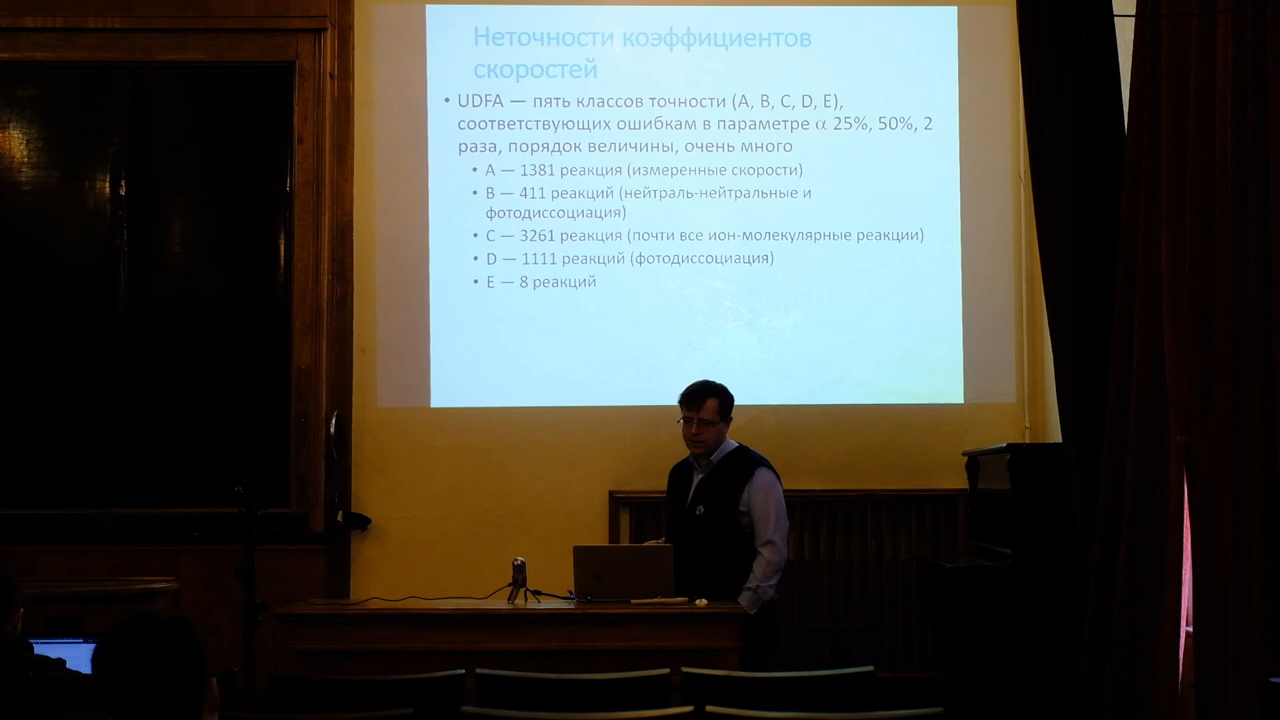 Неточности коэффициентов
скоростей
• UDFA — пять классов точности (A, B, C, D, E),
соответствующих ошибкам в параметре α 25%, 50%, 2
раза, порядок величины, очень много
• A — 1381 реакция (измеренные скорости)
• B — 411 реакций (нейтраль-нейтральные и
фотодиссоциация)
• C — 3261 реакция (почти все ион-молекулярные реакции)
• D — 1111 реакций (фотодиссоциация)
• E — 8 реакций